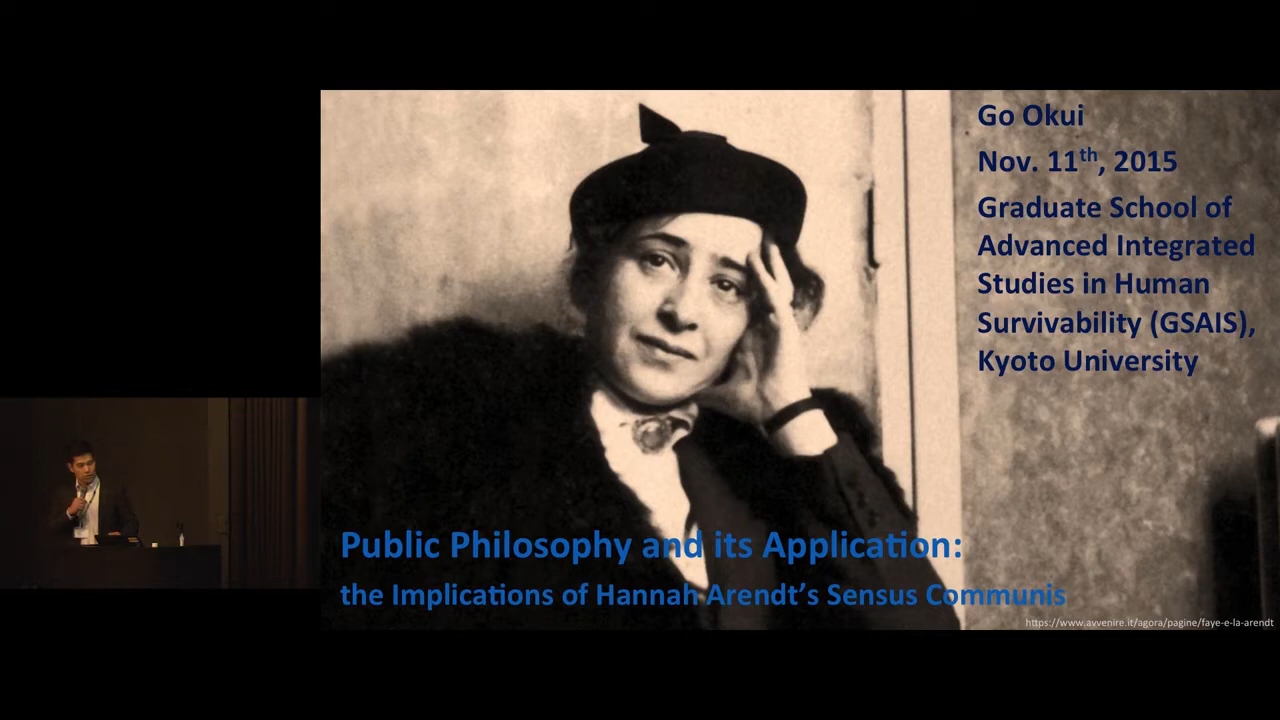 Go Okui
Nov. 11th, 2015
Graduate School of
Advanced Integrated
Studies in Human
Survivability (GSAIS),
Kyoto University
Public Philosophy and its Application:
the Implications of Hannah Arendt's Sensus Communis
https://www.avvenire.it/agora/pagine/faye-e-la-arendt